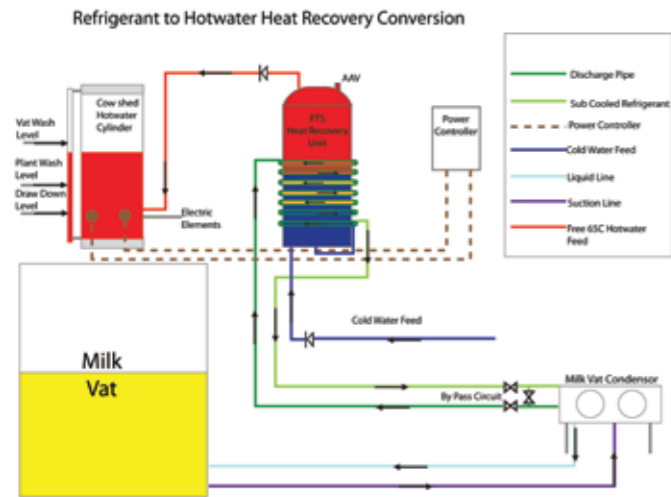 Refrigerant to Hotwater Heat Recovery Conversion
AAV
Cow shed
Hotwater
Cylinder
PTS
Heat Recovery
Unit
Power
Controller
Vat Wash
Level
Plant Wash
Level
Draw Down
Level
Electric
Elements
Discharge Pipe
Sub Cooled Refrigerant
Power Controller
Cold Water Feed
Liquid Line
Suction Line
Free 65C Hotwater
Feed
Cold Water Feed
Milk
Vat
By Pass Circuit
Milk Vat Condensor